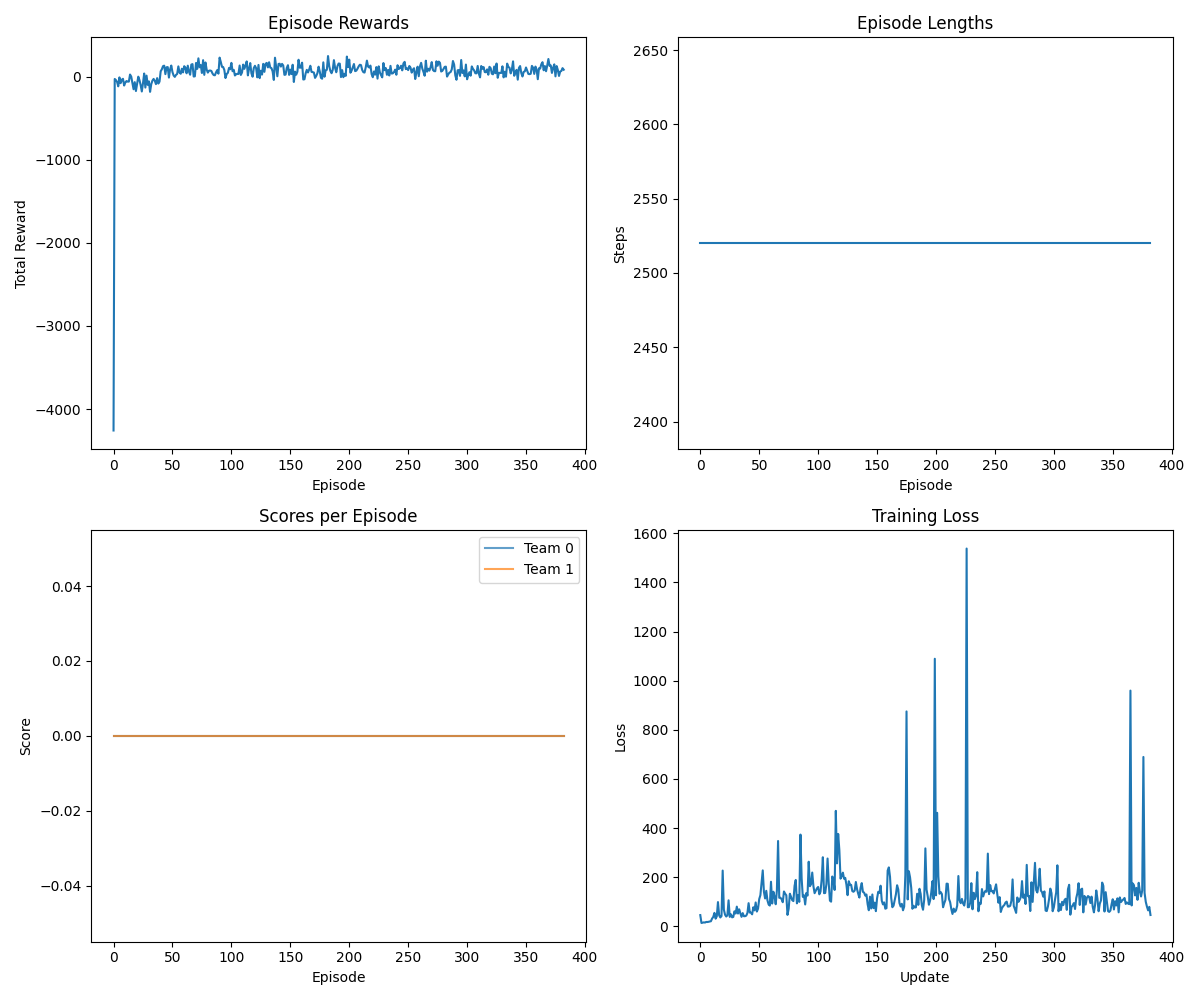 Episode Rewards
Total Reward
0
−1000
−2000
−3000
−4000
0 50 100 150 200 250 300 350 400
Episode
Episode Lengths
Steps
2650
2600
2550
2500
2450
2400
0 50 100 150 200 250 300 350 400
Episode
Scores per Episode
Team 0
Team 1
Score
0.04
0.02
0.00
−0.02
−0.04
0 50 100 150 200 250 300 350 400
Episode
Training Loss
Loss
1600
1400
1200
1000
800
600
400
200
0
0 50 100 150 200 250 300 350 400
Update